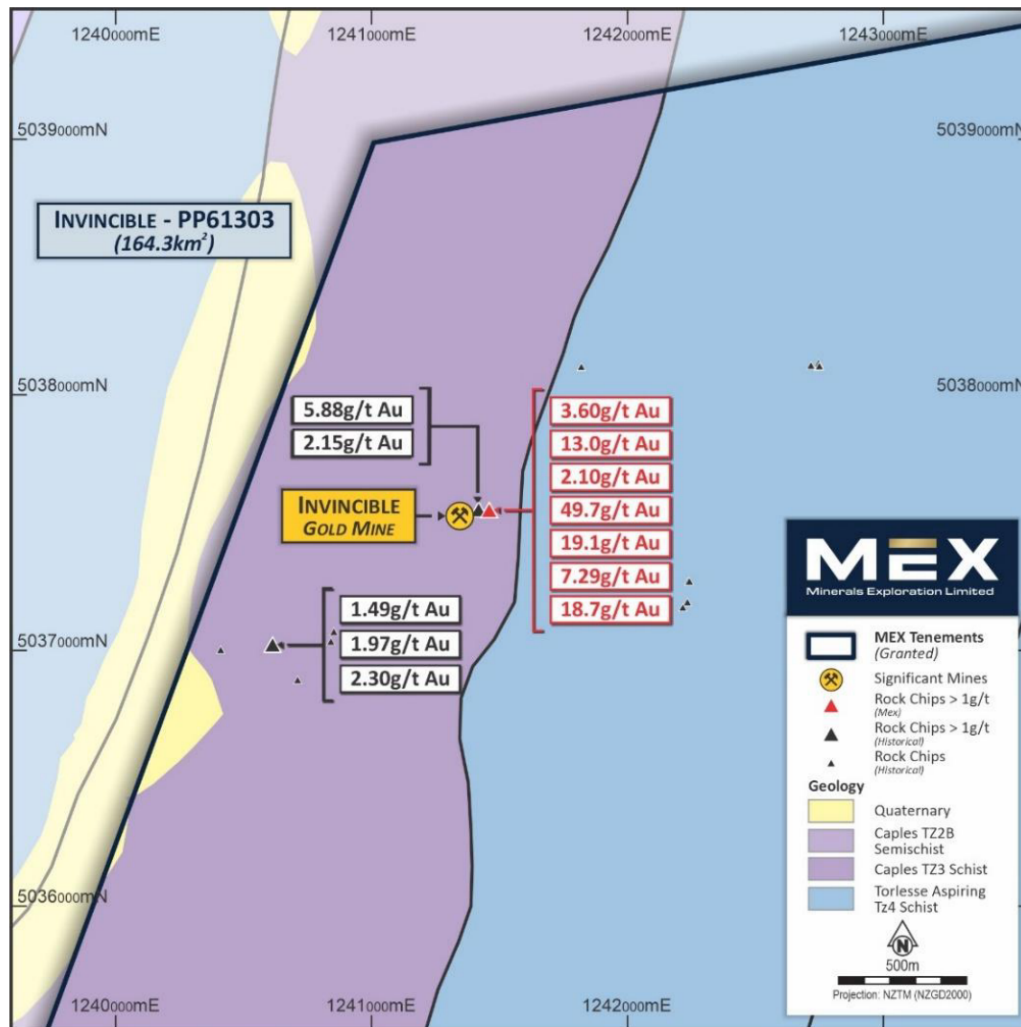 1240000mE
1241000mE
1242000mE
1243000mE
5039000mN
5039000mN
INVINCIBLE - PP61303
(164.3km²)
5038000mN
5038000mN
5.88g/t Au
2.15g/t Au
3.60g/t Au
13.0g/t Au
2.10g/t Au
49.7g/t Au
19.1g/t Au
7.29g/t Au
18.7g/t Au
INVINCIBLE
GOLD MINE
1.49g/t Au
1.97g/t Au
2.30g/t Au
5037000mN
5036000mN
1240000mE
1241000mE
1242000mE
MEX
Minerals Exploration Limited
MEX Tenements
(Granted)
Significant Mines
Rock Chips > 1g/t
(Mex)
Rock Chips > 1g/t
(Historical)
Rock Chips
(Historical)
Geology
Quaternary
Caples TZ2B
Semischist
Caples TZ3 Schist
Torlesse Aspiring
Tz4 Schist
N
500m
Projection: NZTM (NZGD2000)